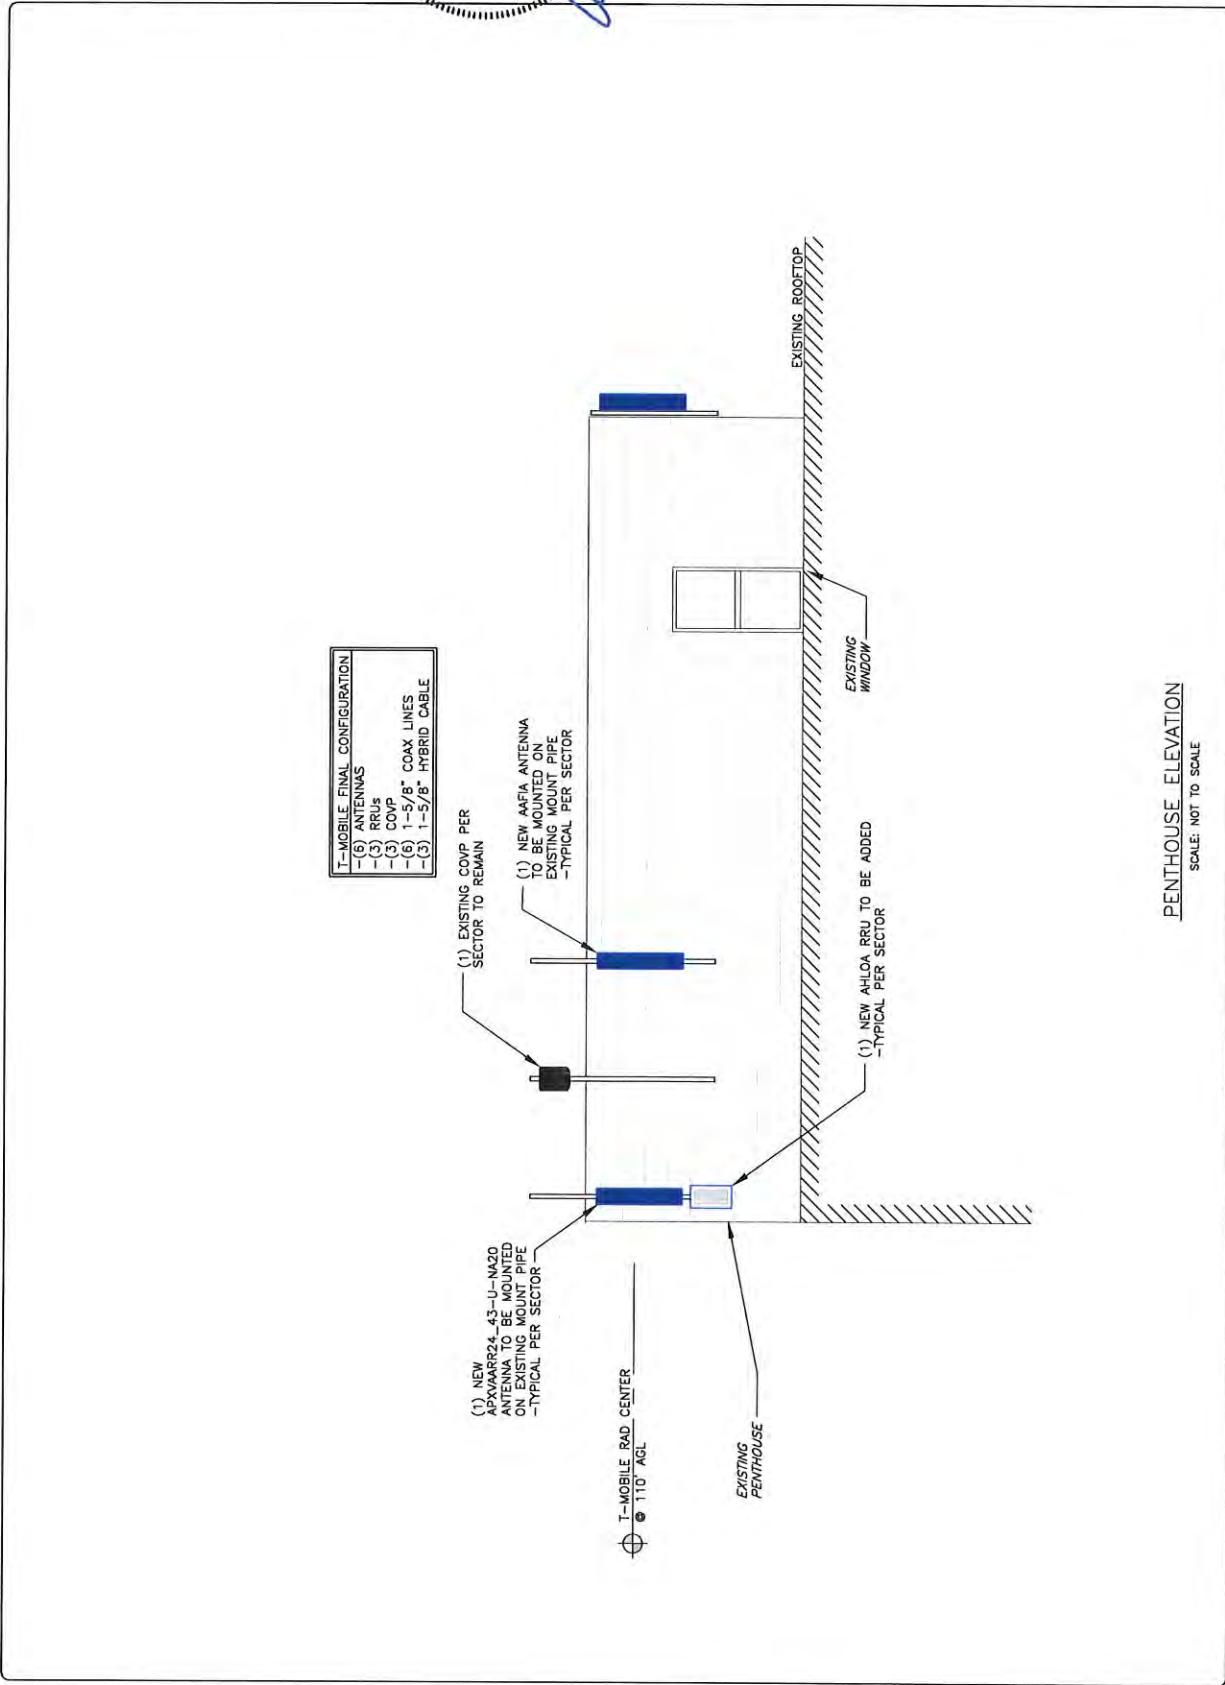 T-MOBILE FINAL CONFIGURATION
-(6) ANTENNAS
-(3) RRUs
-(3) COVP
-(6) 1-5/8" COAX LINES
-(3) 1-5/8" HYBRID CABLE
(1) NEW
APXVAARR24_43-U-NA20
ANTENNA TO BE MOUNTED
ON EXISTING MOUNT PIPE
-TYPICAL PER SECTOR
(1) EXISTING COVP PER
SECTOR TO REMAIN
(1) NEW AAFIA ANTENNA
TO BE MOUNTED ON
EXISTING MOUNT PIPE
-TYPICAL PER SECTOR
T-MOBILE RAD CENTER
@ 110' AGL
EXISTING
PENTHOUSE
(1) NEW AHLOA RRU TO BE ADDED
-TYPICAL PER SECTOR
EXISTING
WINDOW
EXISTING ROOFTOP
PENTHOUSE ELEVATION
SCALE: NOT TO SCALE